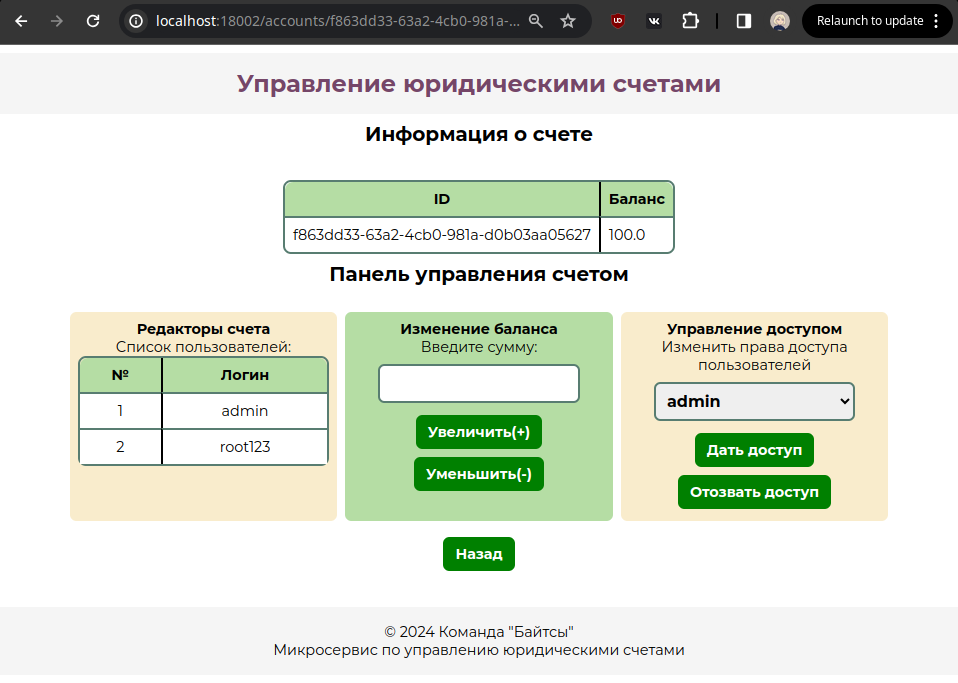 localhost:18002/accounts/f863dd33-63a2-4cb0-981a-...
Relaunch to update
Управление юридическими счетами
Информация о счете
ID Баланс
f863dd33-63a2-4cb0-981a-d0b03aa05627 100.0
Панель управления счетом
Редакторы счета
Список пользователей:
№ Логин
1 admin
2 root123
Изменение баланса
Введите сумму:
Увеличить(+)
Уменьшить(-)
Управление доступом
Изменить права доступа
пользователей
admin
Дать доступ
Отозвать доступ
Назад
© 2024 Команда "Байтсы"
Микросервис по управлению юридическими счетами